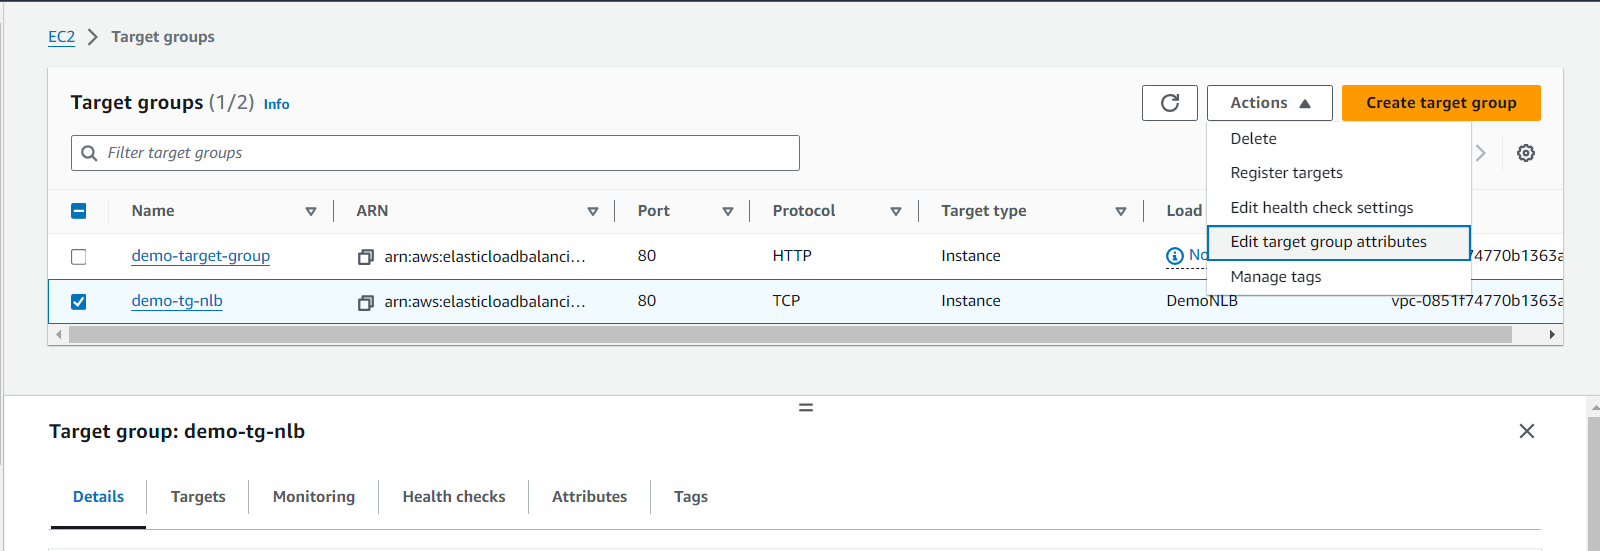 EC2 > Target groups
Target groups (1/2) Info
Actions
Create target group
Filter target groups
Delete
Register targets
Edit health check settings
Edit target group attributes
Manage tags
Name ARN Port Protocol Target type Load
demo-target-group arn:aws:elasticloadbalanci... 80 HTTP Instance No 74770b1363a
demo-tg-nlb arn:aws:elasticloadbalanci... 80 TCP Instance DemoNLB vpc-0851f74770b1363a
Target group: demo-tg-nlb
Details Targets Monitoring Health checks Attributes Tags